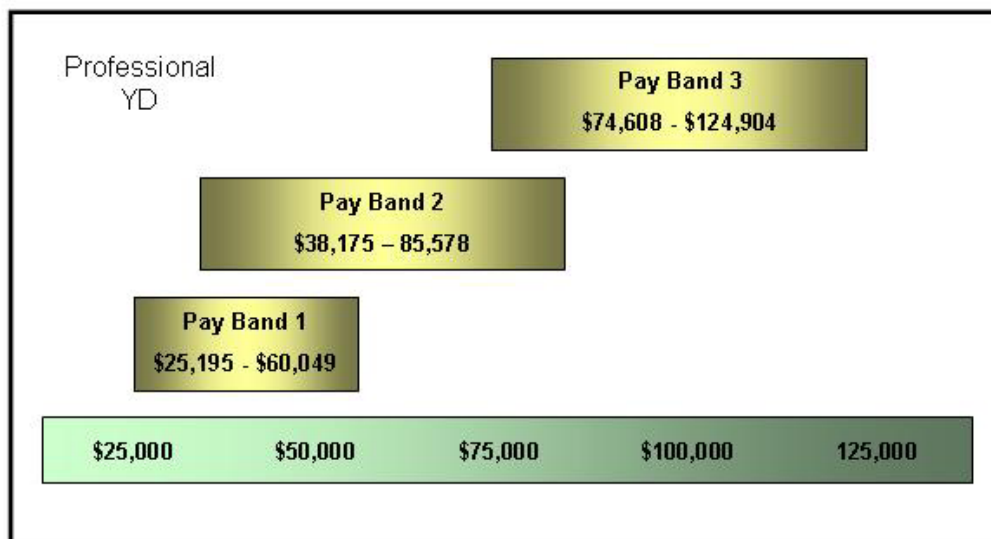 Professional
YD
Pay Band 3
$74,608 - $124,904
Pay Band 2
$38,175 – 85,578
Pay Band 1
$25,195 - $60,049
$25,000 $50,000 $75,000 $100,000 125,000